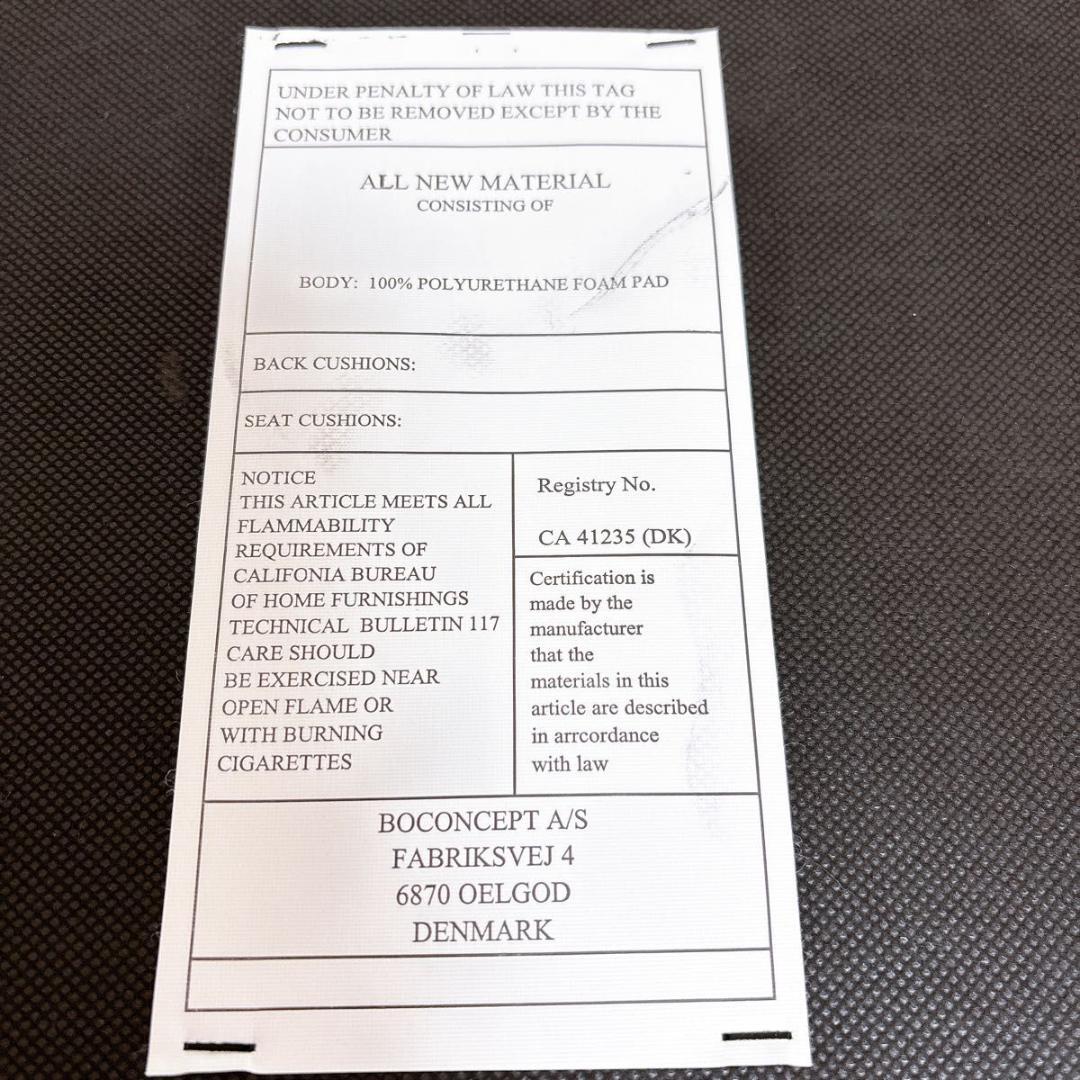 UNDER PENALTY OF LAW THIS TAG
NOT TO BE REMOVED EXCEPT BY THE
CONSUMER
ALL NEW MATERIAL
CONSISTING OF
BODY: 100% POLYURETHANE FOAM PAD
BACK CUSHIONS:
SEAT CUSHIONS:
NOTICE
THIS ARTICLE MEETS ALL
FLAMMABILITY
REQUIREMENTS OF
CALIFONIA BUREAU
OF HOME FURNISHINGS
TECHNICAL BULLETIN 117
CARE SHOULD
BE EXERCISED NEAR
OPEN FLAME OR
WITH BURNING
CIGARETTES
Registry No.
CA 41235 (DK)
Certification is
made by the
manufacturer
that the
materials in this
article are described
in arrcordance
with law
BOCONCEPT A/S
FABRIKSVEJ 4
6870 OELGOD
DENMARK